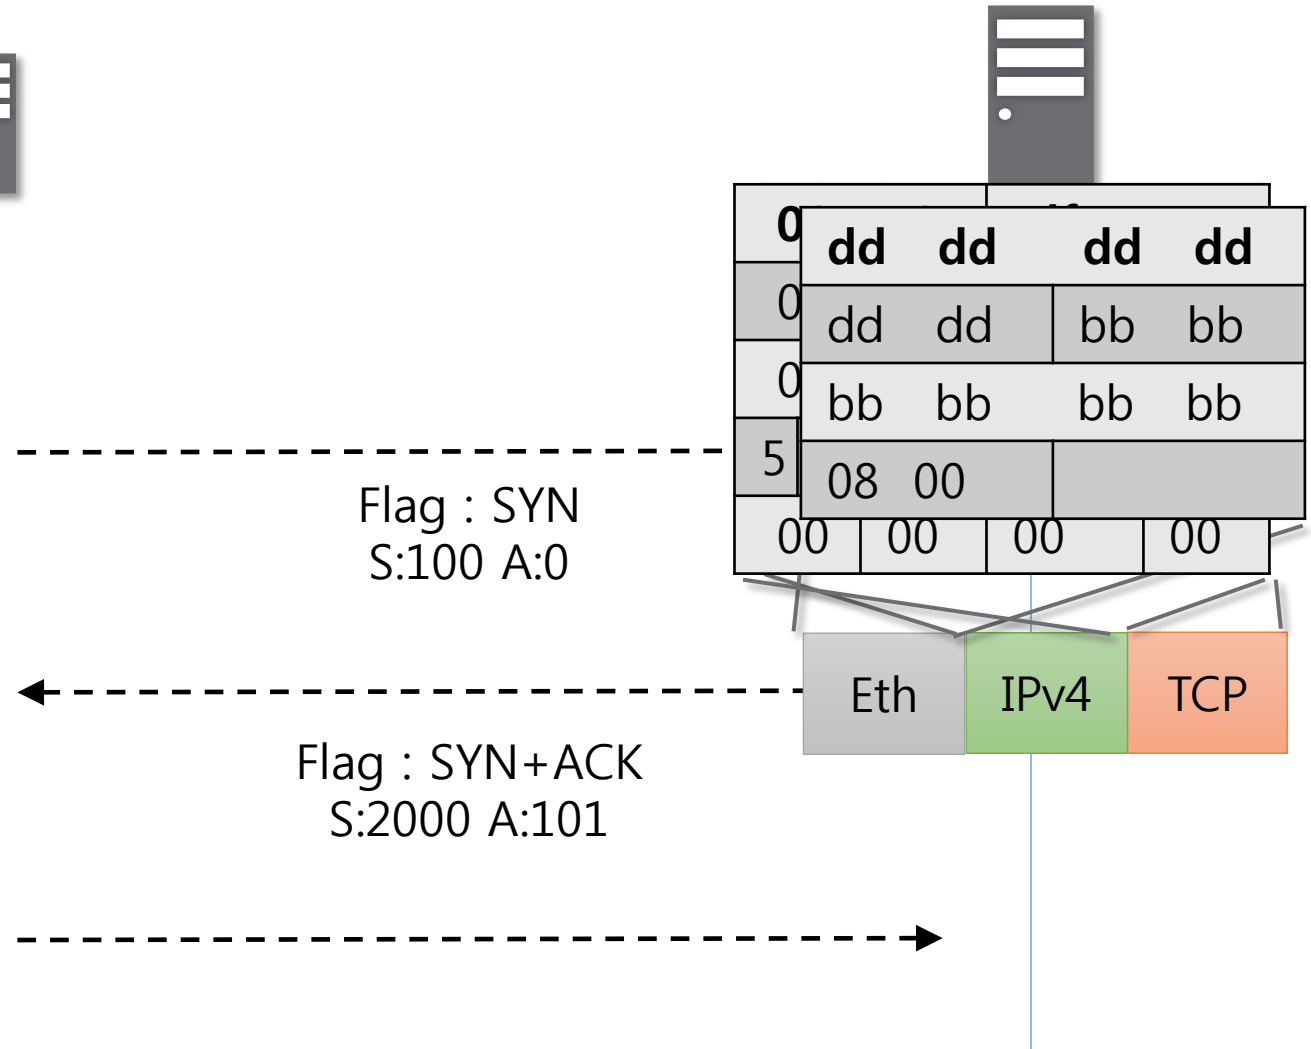 dd dd dd dd
dd dd bb bb
bb bb bb bb
5
08 00
00 00 00 00
Flag : SYN
S:100 A:0
Eth IPv4 TCP
Flag : SYN+ACK
S:2000 A:101